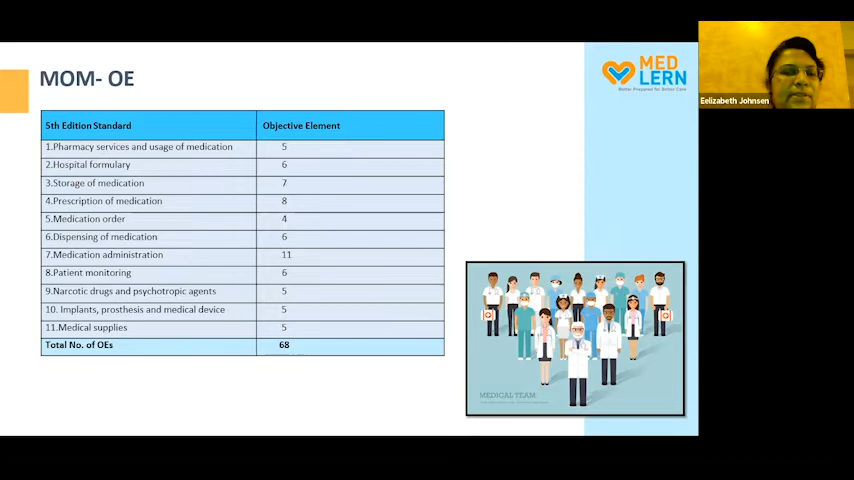 MOM- OE
MED
LERN
Better Prepared for Better Care
Eelizabeth Johnsen
5th Edition Standard Objective Element
1.Pharmacy services and usage of medication 5
2.Hospital formulary 6
3.Storage of medication 7
4.Prescription of medication 8
5.Medication order 4
6.Dispensing of medication 6
7.Medication administration 11
8.Patient monitoring 6
9.Narcotic drugs and psychotropic agents 5
10. Implants, prosthesis and medical device 5
11.Medical supplies 5
Total No. of OEs 68
MEDICAL TEAM